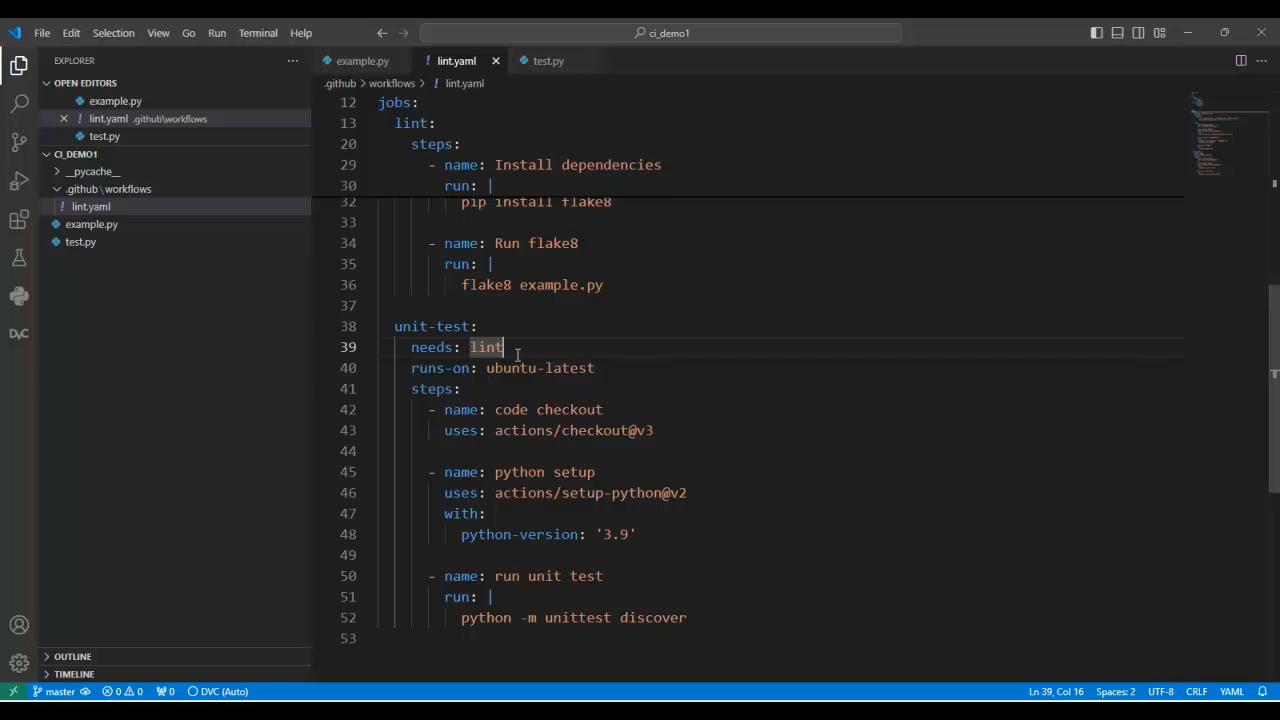 File Edit Selection View Go Run Terminal Help
ci_demo1
EXPLORER
OPEN EDITORS
example.py
lint.yaml .github\workflows
test.py
CI_DEMO1
__pycache__
.github\workflows
lint.yaml
example.py
test.py
OUTLINE
TIMELINE
DVC
example.py
lint.yaml
test.py
.github > workflows > ! lint.yaml
12 jobs:
13 lint:
20 steps:
29 - name: Install dependencies
30 run: |
32 pip install flake8
33
34 - name: Run flake8
35 run: |
36 flake8 example.py
37
38 unit-test:
39 needs: lint
40 runs-on: ubuntu-latest
41 steps:
42 - name: code checkout
43 uses: actions/checkout@v3
44
45 - name: python setup
46 uses: actions/setup-python@v2
47 with:
48 python-version: '3.9'
49
50 - name: run unit test
51 run: |
52 python -m unittest discover
53
master 0 0 0 DVC (Auto) Ln 39, Col 16 Spaces: 2 UTF-8 CRLF YAML